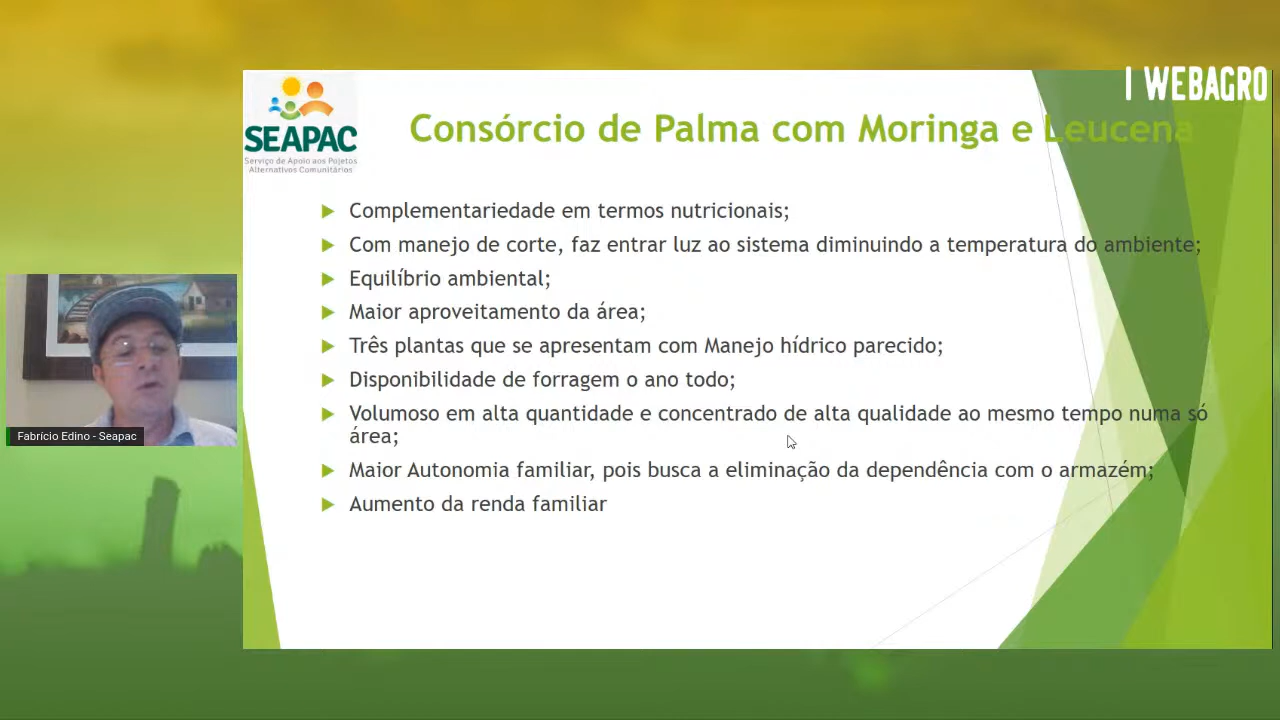 I WEBAGRO
SEAPAC
Serviço de Apoio aos Pojetos
Alternativos Comunitários
Consórcio de Palma com Moringa e Leucena
Complementariedade em termos nutricionais;
Com manejo de corte, faz entrar luz ao sistema diminuindo a temperatura do ambiente;
Equilíbrio ambiental;
Maior aproveitamento da área;
Três plantas que se apresentam com Manejo hídrico parecido;
Disponibilidade de forragem o ano todo;
Volumoso em alta quantidade e concentrado de alta qualidade ao mesmo tempo numa só
área;
Maior Autonomia familiar, pois busca a eliminação da dependência com o armazém;
Aumento da renda familiar
Fabrício Edino - Seapac